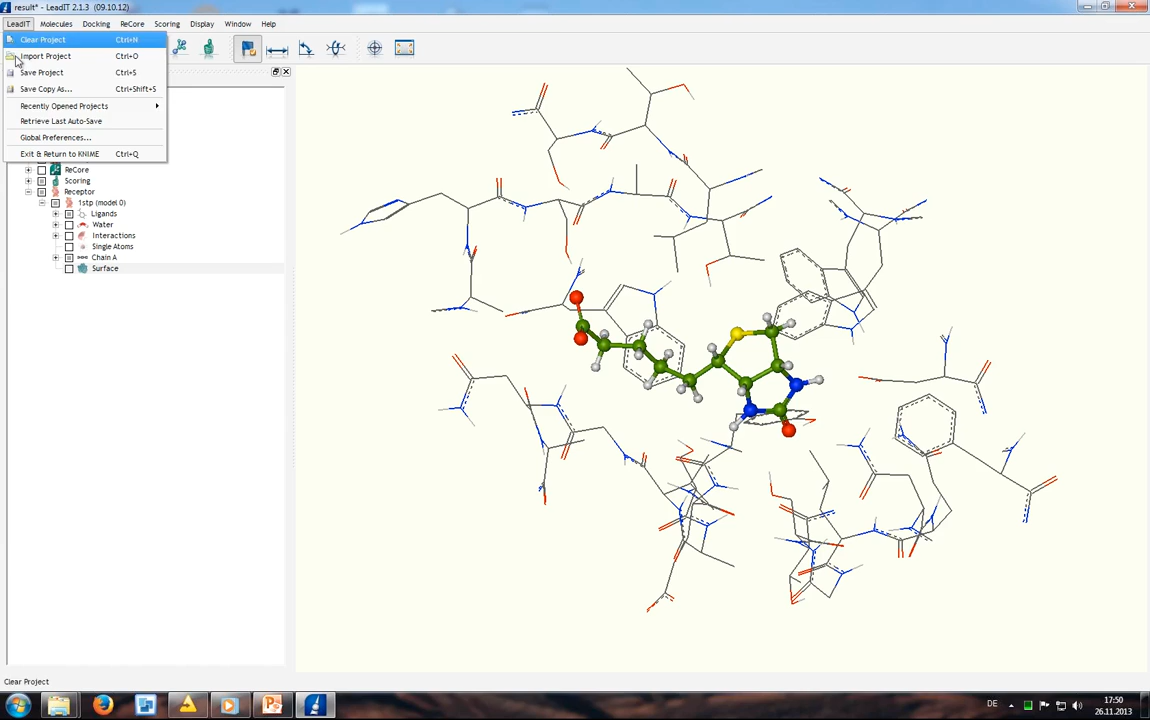 result* - LeadIT 2.1.3 (09.10.12)
LeadIT Molecules Docking ReCore Scoring Display Window Help
Clear Project Ctrl+N
Import Project Ctrl+O
Save Project Ctrl+S
Save Copy As... Ctrl+Shift+S
Recently Opened Projects
Retrieve Last Auto-Save
Global Preferences...
Exit & Return to KNIME Ctrl+Q
ReCore
Scoring
Receptor
1stp (model 0)
Ligands
Water
Interactions
Single Atoms
Chain A
Surface
Clear Project
DE
17:50
26.11.2013